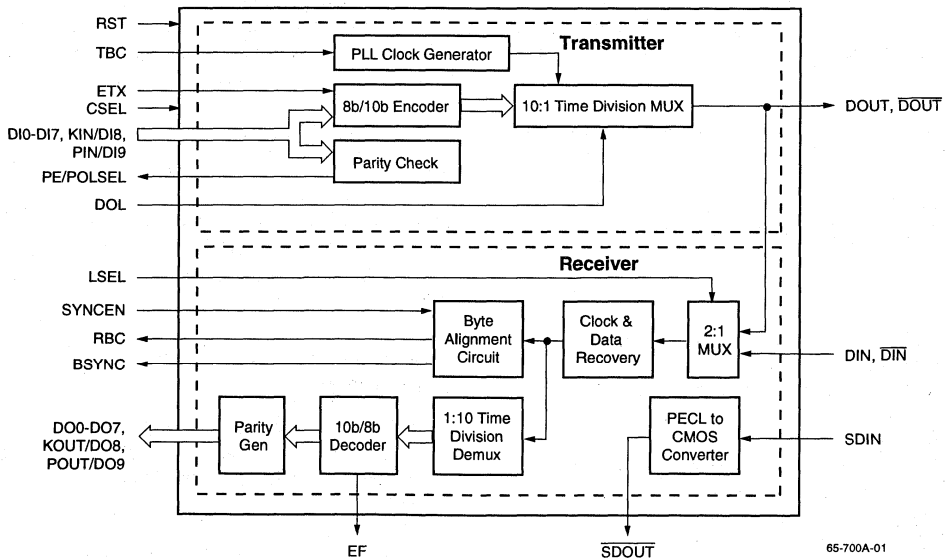 RST
TBC
ETX
CSEL
DI0-DI7, KIN/DI8,
PIN/DI9
PE/POLSEL
DOL
Transmitter
PLL Clock Generator
8b/10b Encoder
10:1 Time Division MUX
Parity Check
DOUT, DOUT
Receiver
LSEL
SYNCEN
RBC
BSYNC
Byte
Alignment
Circuit
Clock &
Data
Recovery
2:1
MUX
DIN, DIN
DO0-DO7,
KOUT/DO8,
POUT/DO9
Parity
Gen
10b/8b
Decoder
1:10 Time
Division
Demux
PECL to
CMOS
Converter
SDIN
EF
SDOUT
65-700A-01